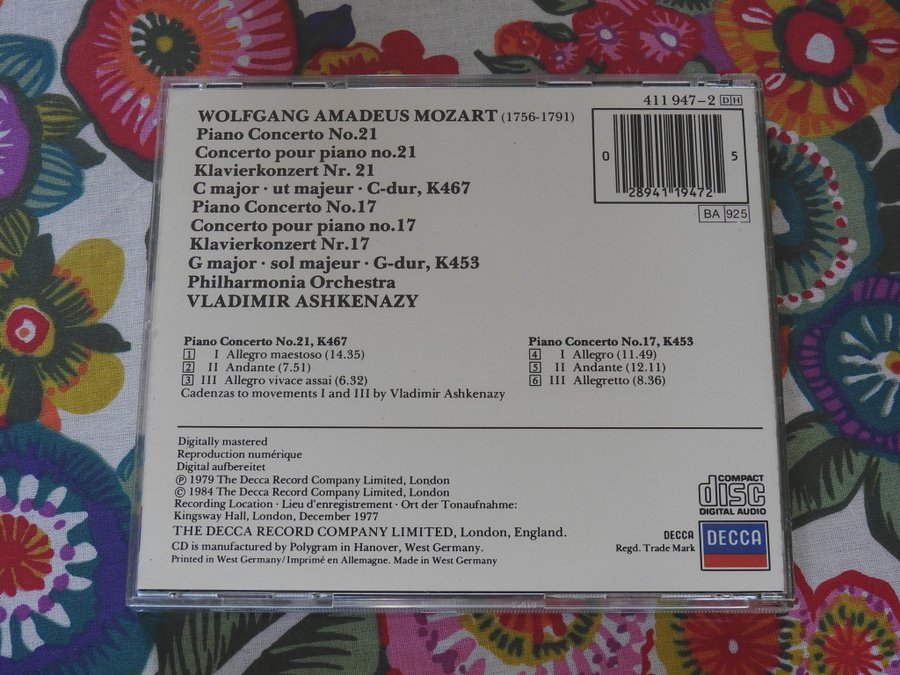 411 947-2 DH
WOLFGANG AMADEUS MOZART (1756-1791)
Piano Concerto No.21
Concerto pour piano no.21
Klavierkonzert Nr. 21
C major · ut majeur · C-dur, K467
Piano Concerto No.17
Concerto pour piano no.17
Klavierkonzert Nr.17
G major · sol majeur · G-dur, K453
Philharmonia Orchestra
VLADIMIR ASHKENAZY
0 28941 19472 5
BA 925
Piano Concerto No.21, K467
1 I Allegro maestoso (14.35)
2 II Andante (7.51)
3 III Allegro vivace assai (6.32)
Cadenzas to movements I and III by Vladimir Ashkenazy
Piano Concerto No.17, K453
4 I Allegro (11.49)
5 II Andante (12.11)
6 III Allegretto (8.36)
Digitally mastered
Reproduction numérique
Digital aufbereitet
Ⓟ 1979 The Decca Record Company Limited, London
© 1984 The Decca Record Company Limited, London
Recording Location · Lieu d'enregistrement · Ort der Tonaufnahme:
Kingsway Hall, London, December 1977
THE DECCA RECORD COMPANY LIMITED, London, England.
CD is manufactured by Polygram in Hanover, West Germany.
Printed in West Germany/Imprimé en Allemagne. Made in West Germany
COMPACT
disc
DIGITAL AUDIO
DECCA
Regd. Trade Mark
DECCA